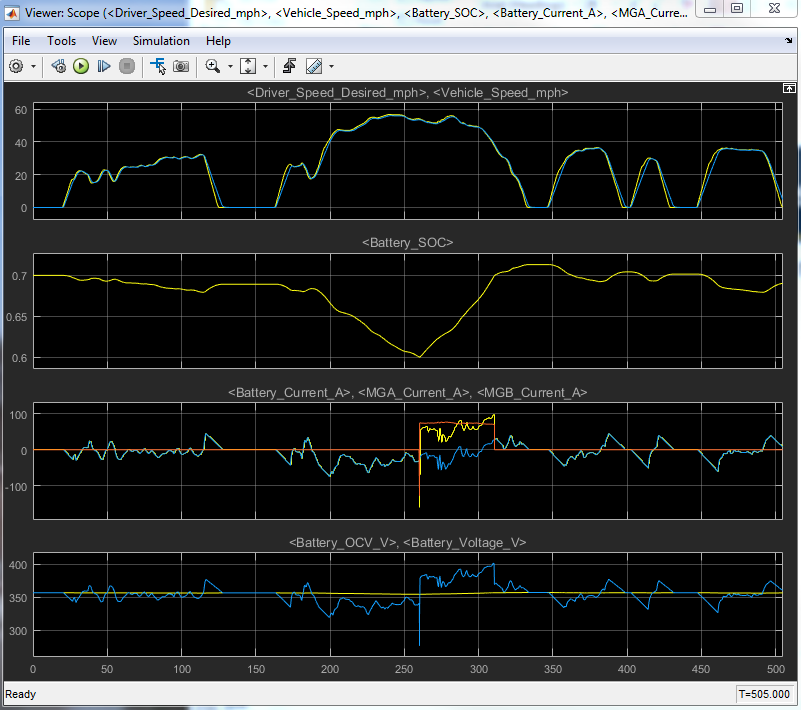 Viewer: Scope (<Driver_Speed_Desired_mph>, <Vehicle_Speed_mph>, <Battery_SOC>, <Battery_Current_A>, <MGA_Curre...
File Tools View Simulation Help
<Driver_Speed_Desired_mph>, <Vehicle_Speed_mph>
60
40
20
0
<Battery_SOC>
0.7
0.65
0.6
<Battery_Current_A>, <MGA_Current_A>, <MGB_Current_A>
100
0
-100
<Battery_OCV_V>, <Battery_Voltage_V>
400
350
300
0 50 100 150 200 250 300 350 400 450 500
Ready T=505.000